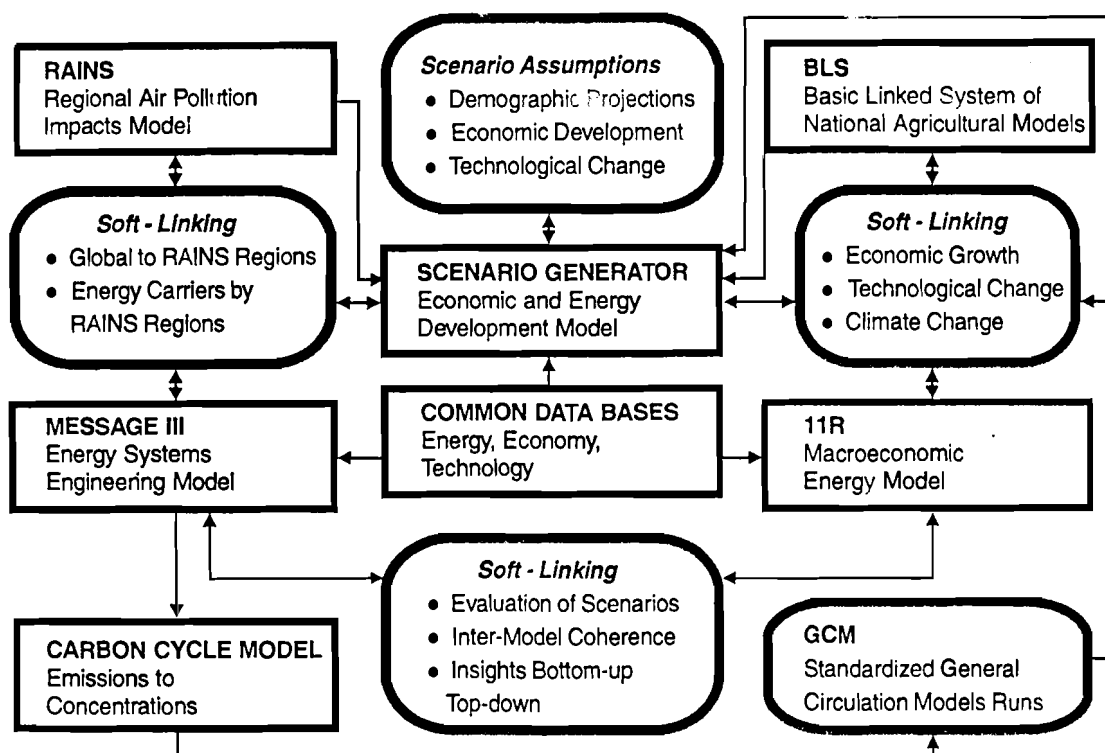 RAINS
Regional Air Pollution
Impacts Model
Scenario Assumptions
● Demographic Projections
● Economic Development
● Technological Change
BLS
Basic Linked System of
National Agricultural Models
Soft - Linking
● Global to RAINS Regions
● Energy Carriers by
RAINS Regions
SCENARIO GENERATOR
Economic and Energy
Development Model
Soft - Linking
● Economic Growth
● Technological Change
● Climate Change
MESSAGE III
Energy Systems
Engineering Model
COMMON DATA BASES
Energy, Economy,
Technology
11R
Macroeconomic
Energy Model
Soft - Linking
● Evaluation of Scenarios
● Inter-Model Coherence
● Insights Bottom-up
Top-down
CARBON CYCLE MODEL
Emissions to
Concentrations
GCM
Standardized General
Circulation Models Runs